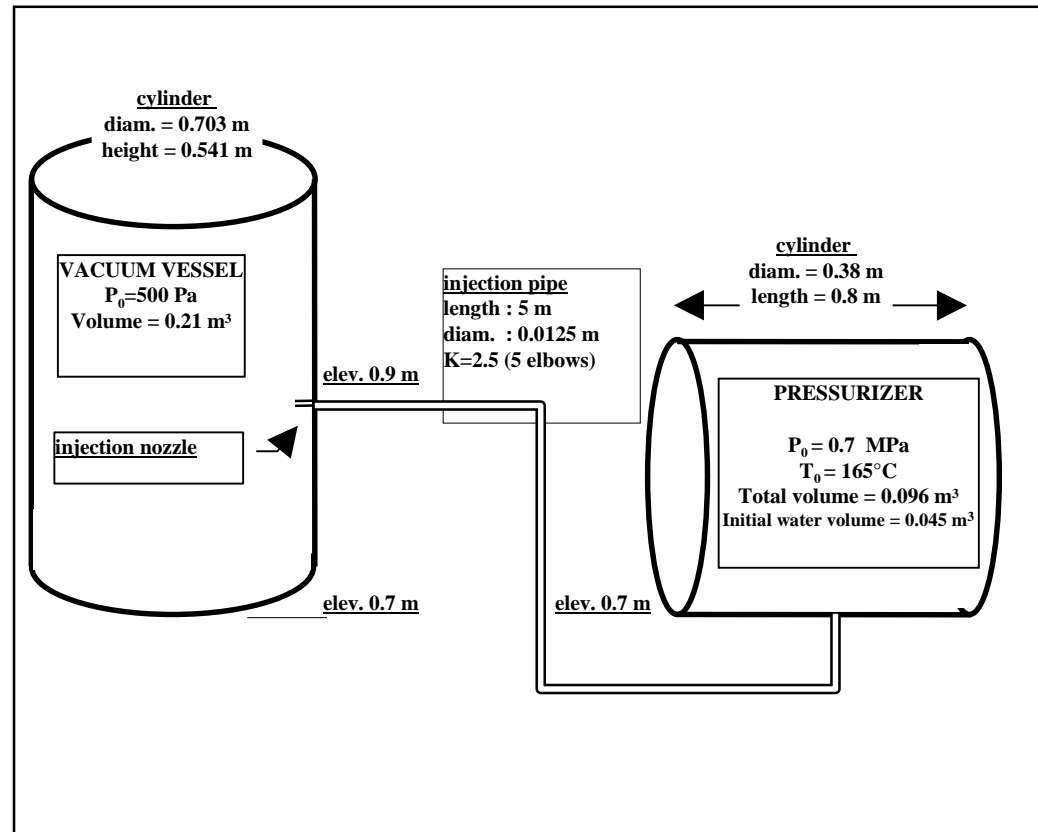 cylinder
diam. = 0.703 m
height = 0.541 m
VACUUM VESSEL
P₀=500 Pa
Volume = 0.21 m³
injection nozzle
elev. 0.9 m
elev. 0.7 m
injection pipe
length : 5 m
diam. : 0.0125 m
K=2.5 (5 elbows)
elev. 0.7 m
cylinder
diam. = 0.38 m
length = 0.8 m
PRESSURIZER
P₀ = 0.7 MPa
T₀ = 165°C
Total volume = 0.096 m³
Initial water volume = 0.045 m³